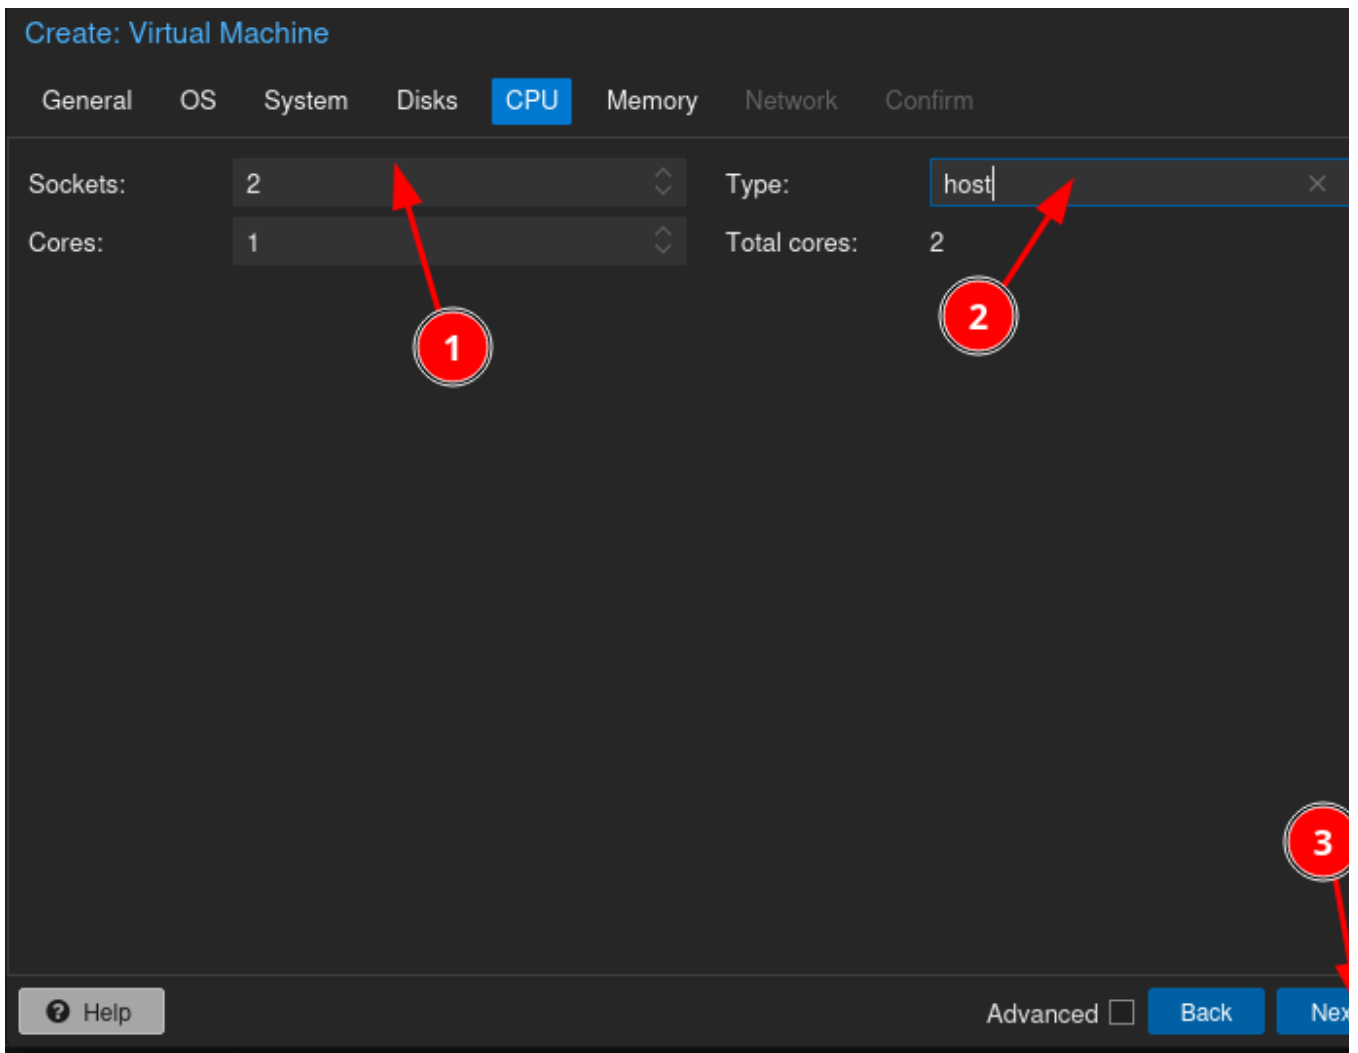 Create: Virtual Machine
General OS System Disks CPU Memory Network Confirm
Sockets: 2 Type: host
Cores: 1 Total cores: 2
1
2
3
Help Advanced Back Nex